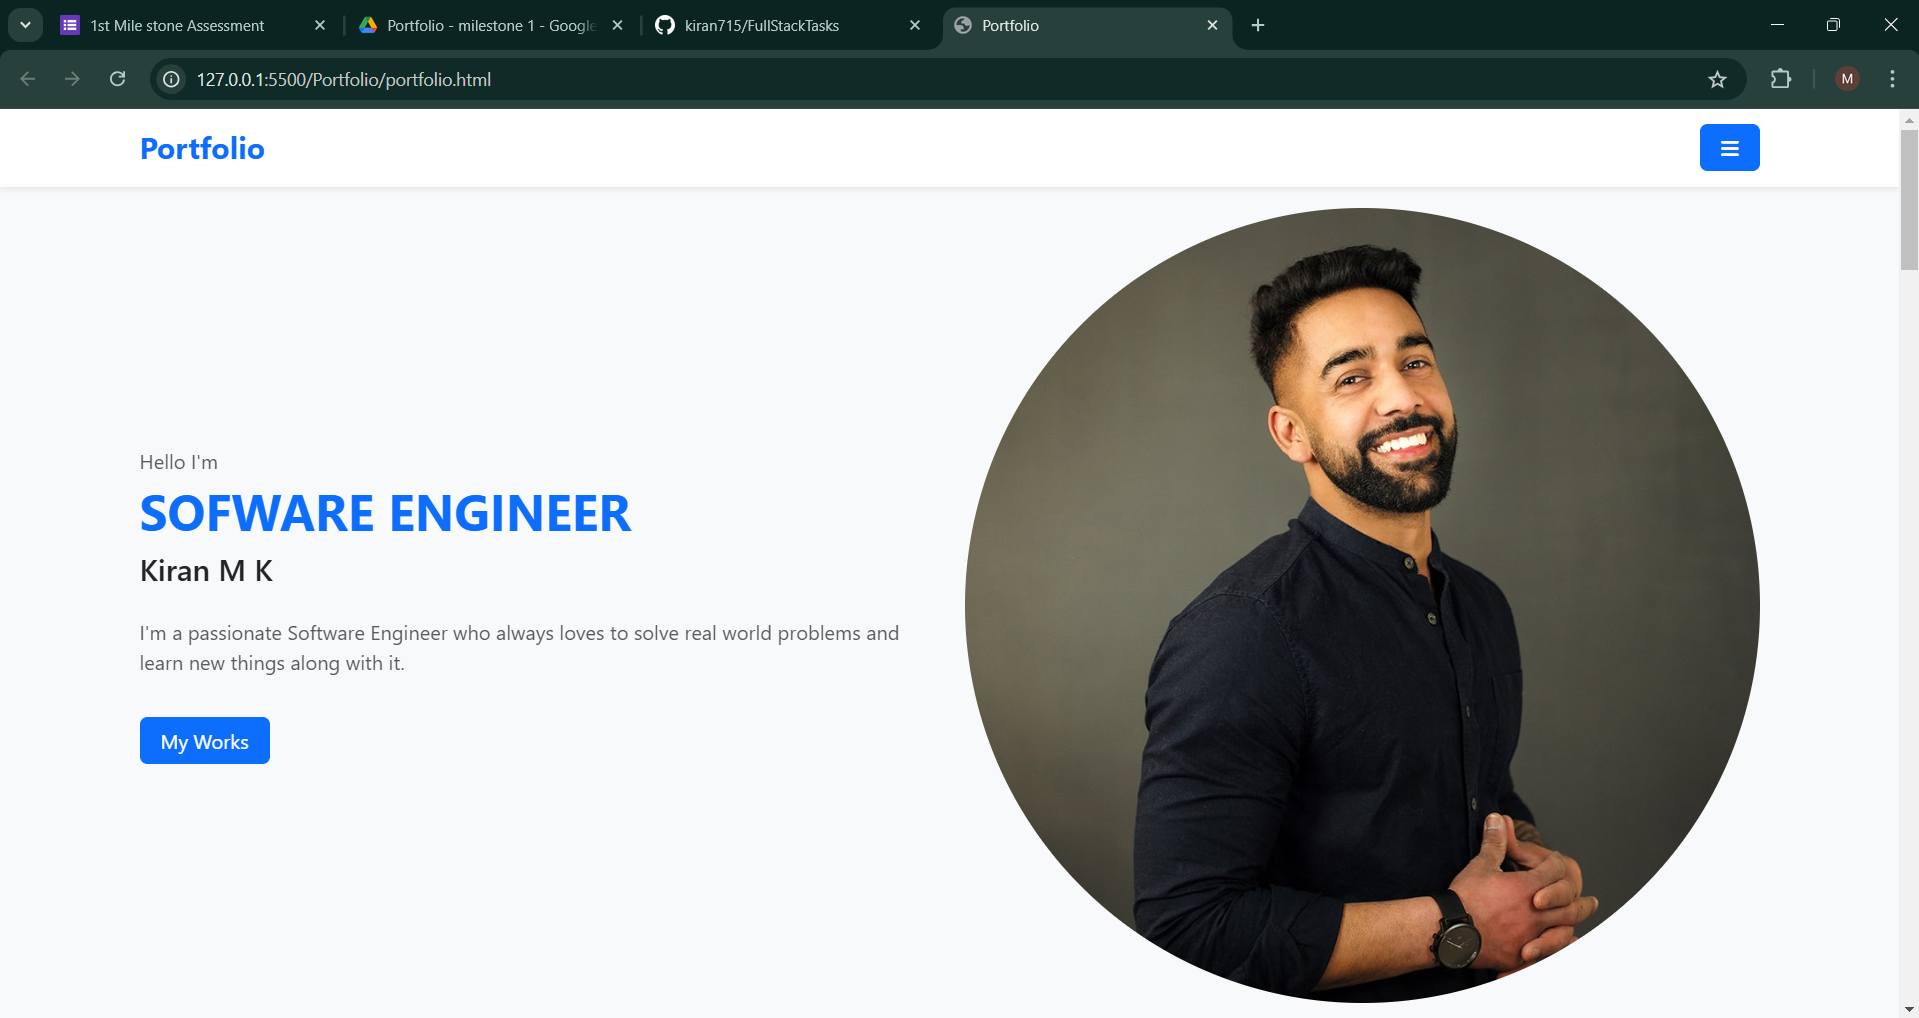 1st Mile stone Assessment
Portfolio - milestone 1 - Google
kiran715/FullStackTasks
Portfolio
127.0.0.1:5500/Portfolio/portfolio.html
M
Portfolio
Hello I'm
SOFWARE ENGINEER
Kiran M K
I'm a passionate Software Engineer who always loves to solve real world problems and
learn new things along with it.
My Works